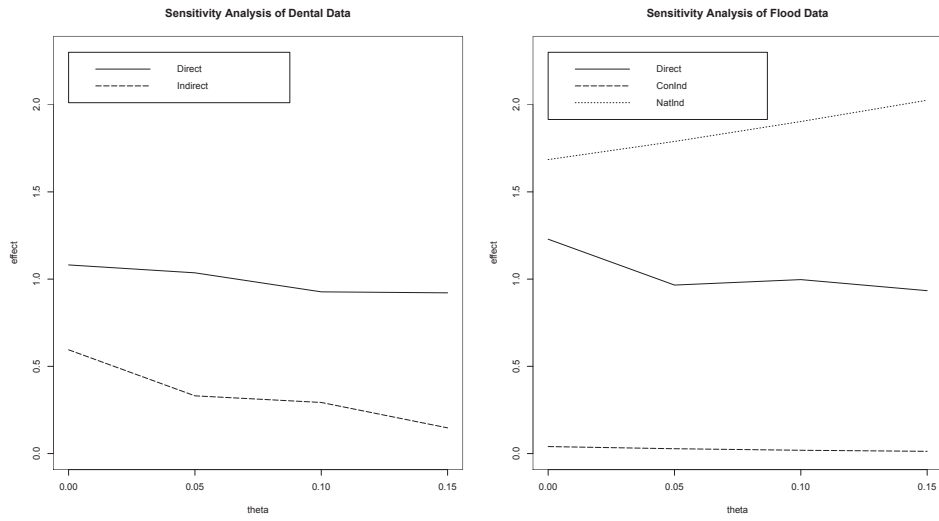 Sensitivity Analysis of Dental Data
Direct
Indirect
effect
2.0
1.5
1.0
0.5
0.0
0.00 0.05 0.10 0.15
theta
Sensitivity Analysis of Flood Data
Direct
ConInd
NatInd
effect
2.0
1.5
1.0
0.5
0.0
0.00 0.05 0.10 0.15
theta